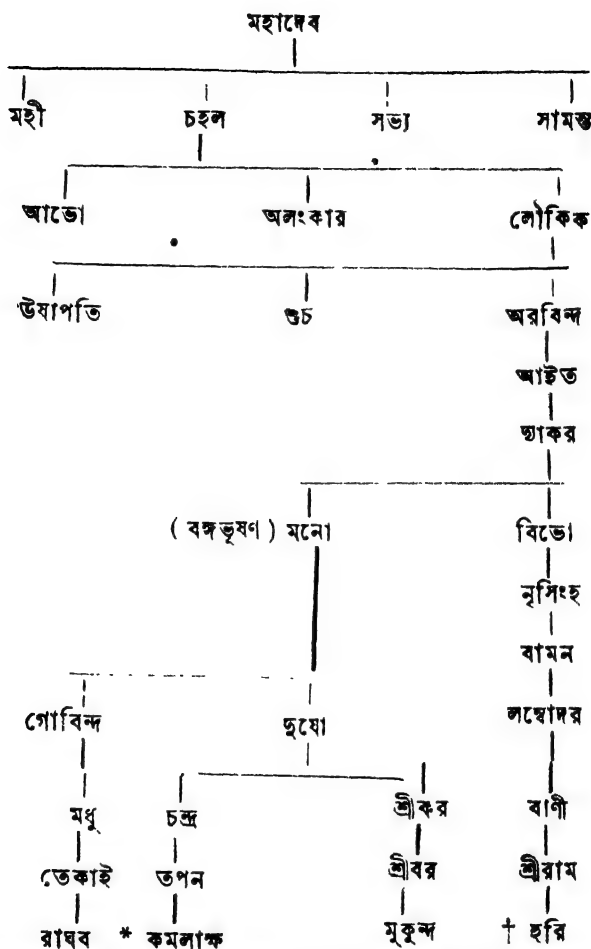 মহাদেব
মহী চহল সভ্য সামন্ত
আভো অলংকার লৌকিক
উষাপতি শুচ অরবিন্দ
আইত
দ্যাকর
( বঙ্গভূষণ ) মনো বিভো
নৃসিংহ
বামন
গোবিন্দ দুযো লম্বোদর
মধু চন্দ্র শ্রীকর বাণী
তেকাই তপন শ্রীবর শ্রীরাম
রাঘব * কমলাক্ষ মুকুন্দ † হরি